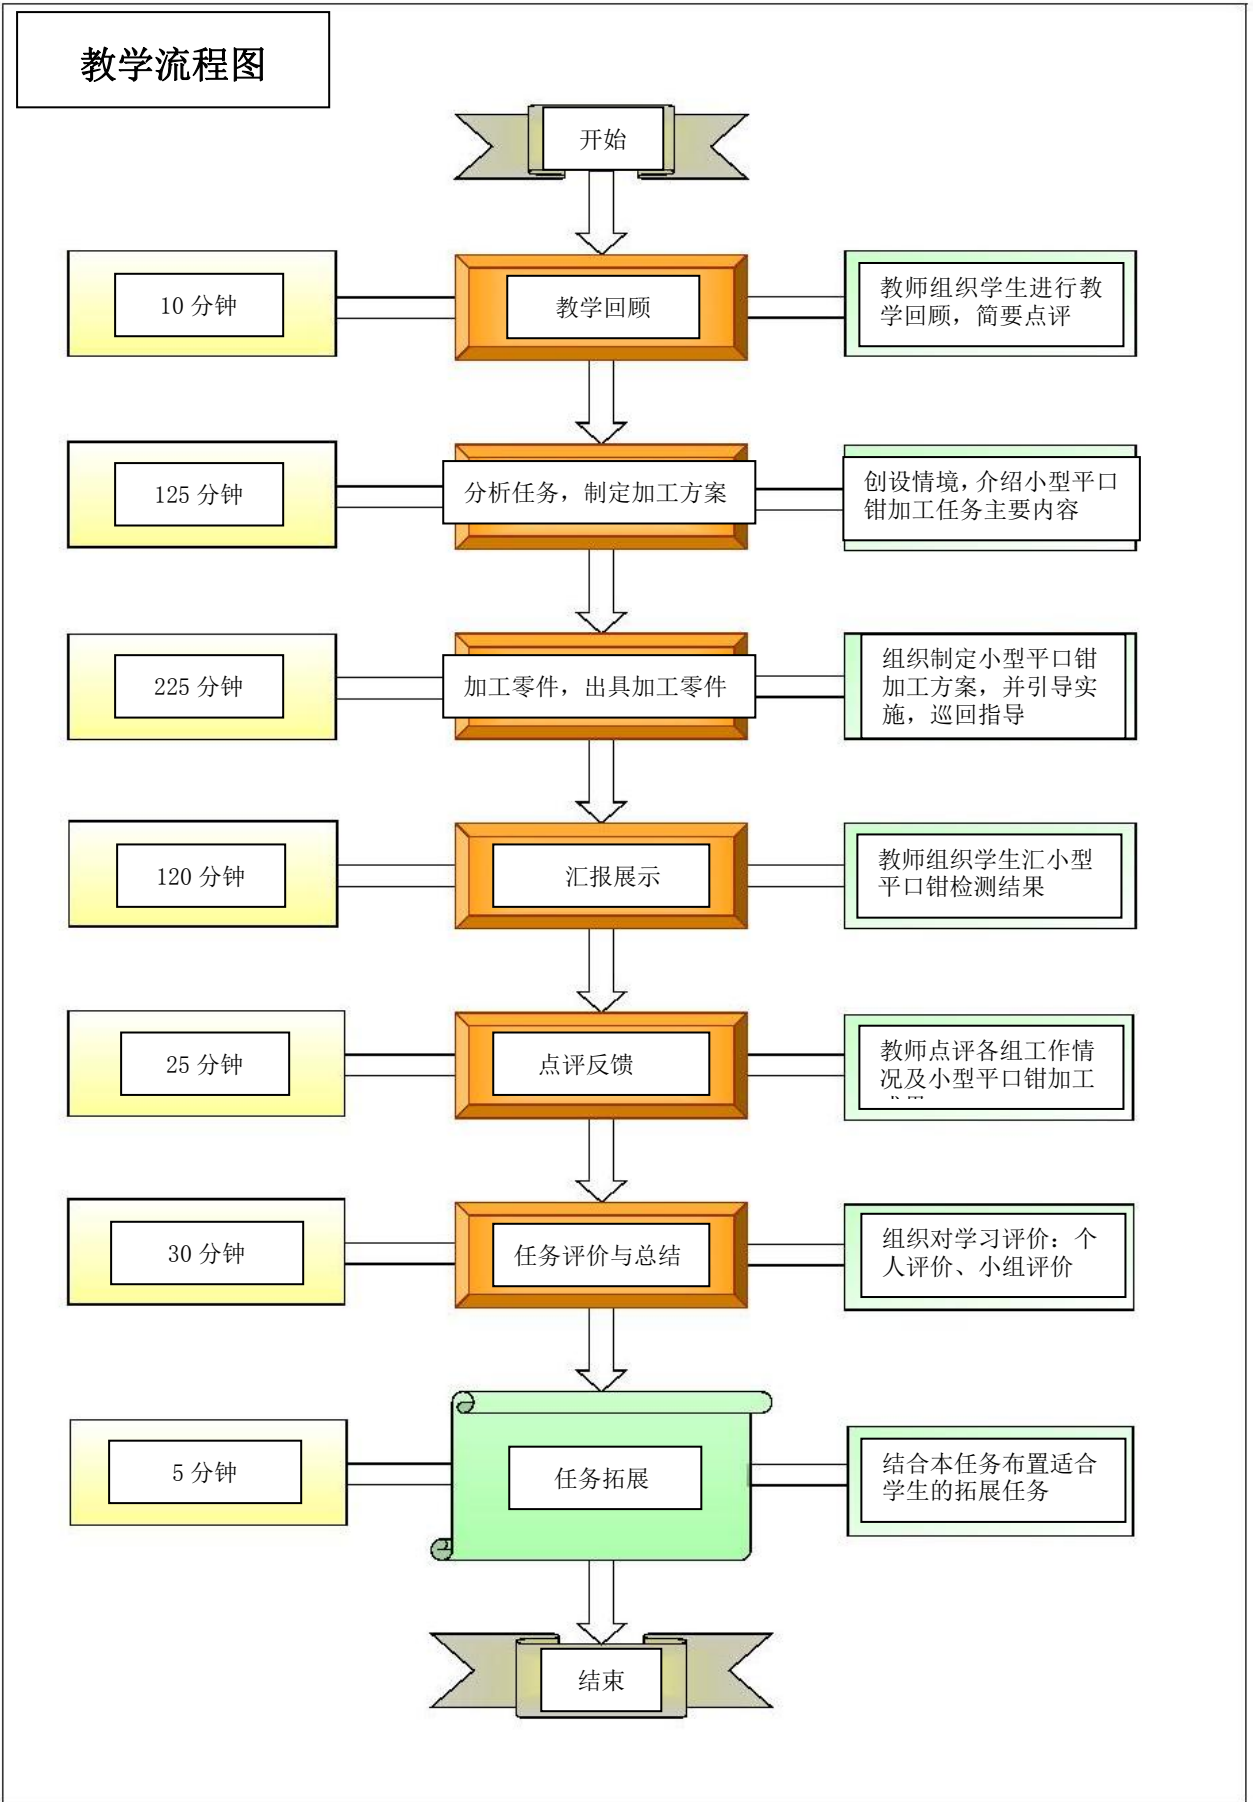 教学流程图
开始
10 分钟
教学回顾
教师组织学生进行教
学回顾，简要点评
125 分钟
分析任务，制定加工方案
创设情境，介绍小型平口
钳加工任务主要内容
225 分钟
加工零件，出具加工零件
组织制定小型平口钳
加工方案，并引导实
施，巡回指导
120 分钟
汇报展示
教师组织学生汇小型
平口钳检测结果
25 分钟
点评反馈
教师点评各组工作情
况及小型平口钳加工
30 分钟
任务评价与总结
组织对学习评价：个
人评价、小组评价
5 分钟
任务拓展
结合本任务布置适合
学生的拓展任务
结束